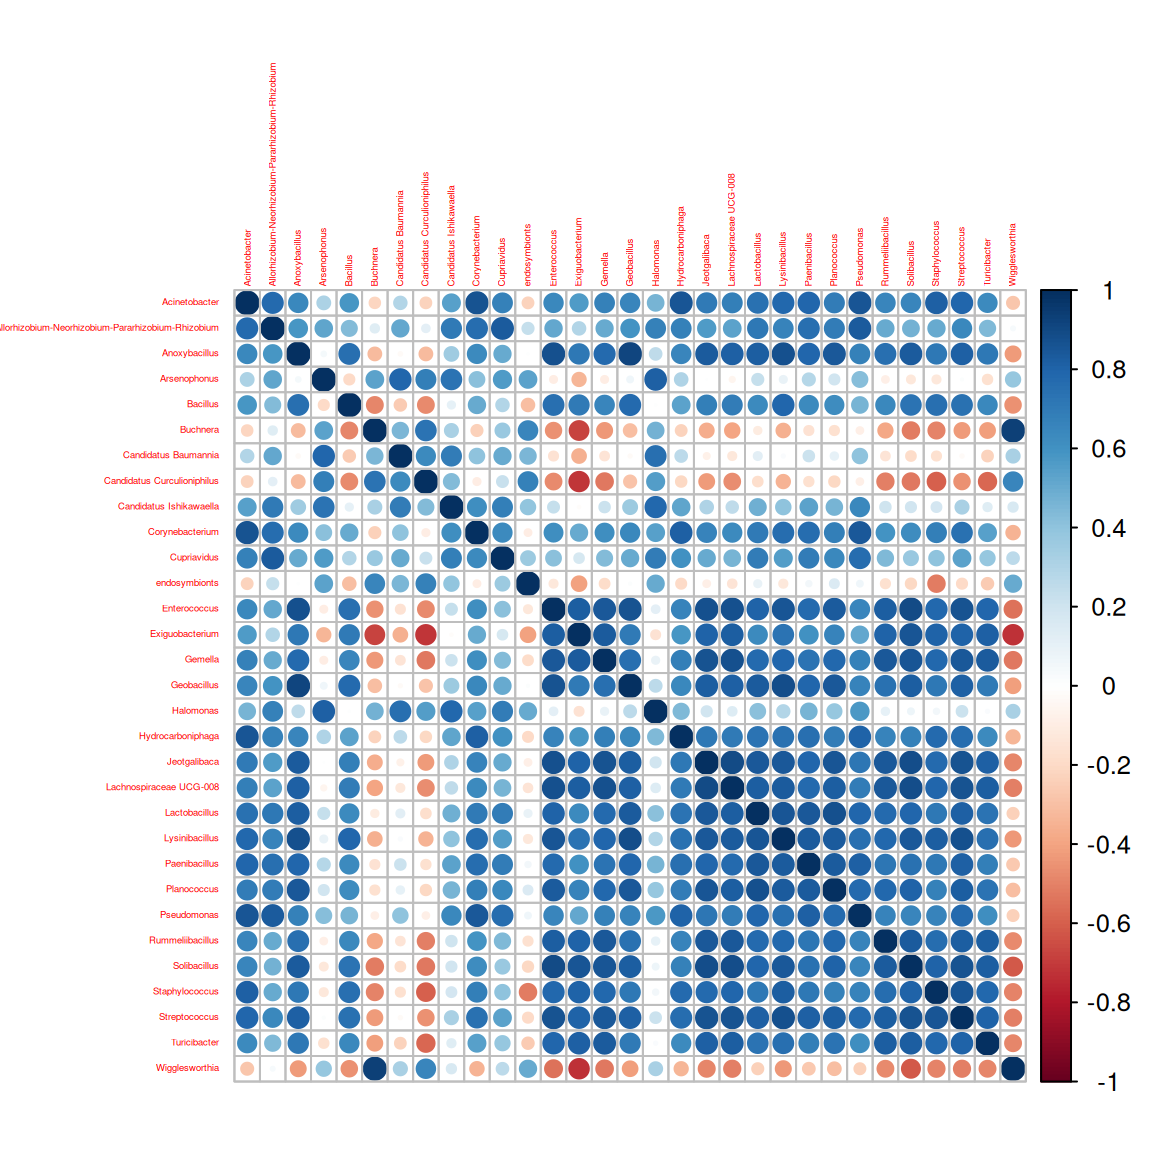 Acinetobacter
Allorhizobium-Neorhizobium-Pararhizobium-Rhizobium
Anoxybacillus
Arsenophonus
Bacillus
Buchnera
Candidatus Baumannia
Candidatus Curculioniphilus
Candidatus Ishikawaella
Corynebacterium
Cupriavidus
endosymbionts
Enterococcus
Exiguobacterium
Gemella
Geobacillus
Halomonas
Hydrocarboniphaga
Jeotgalibaca
Lachnospiraceae UCG-008
Lactobacillus
Lysinibacillus
Paenibacillus
Planococcus
Pseudomonas
Rummeliibacillus
Solibacillus
Staphylococcus
Streptococcus
Turicibacter
Wigglesworthia
Acinetobacter
llorhizobium-Neorhizobium-Pararhizobium-Rhizobium
Anoxybacillus
Arsenophonus
Bacillus
Buchnera
Candidatus Baumannia
Candidatus Curculioniphilus
Candidatus Ishikawaella
Corynebacterium
Cupriavidus
endosymbionts
Enterococcus
Exiguobacterium
Gemella
Geobacillus
Halomonas
Hydrocarboniphaga
Jeotgalibaca
Lachnospiraceae UCG-008
Lactobacillus
Lysinibacillus
Paenibacillus
Planococcus
Pseudomonas
Rummeliibacillus
Solibacillus
Staphylococcus
Streptococcus
Turicibacter
Wigglesworthia
1
0.8
0.6
0.4
0.2
0
-0.2
-0.4
-0.6
-0.8
-1